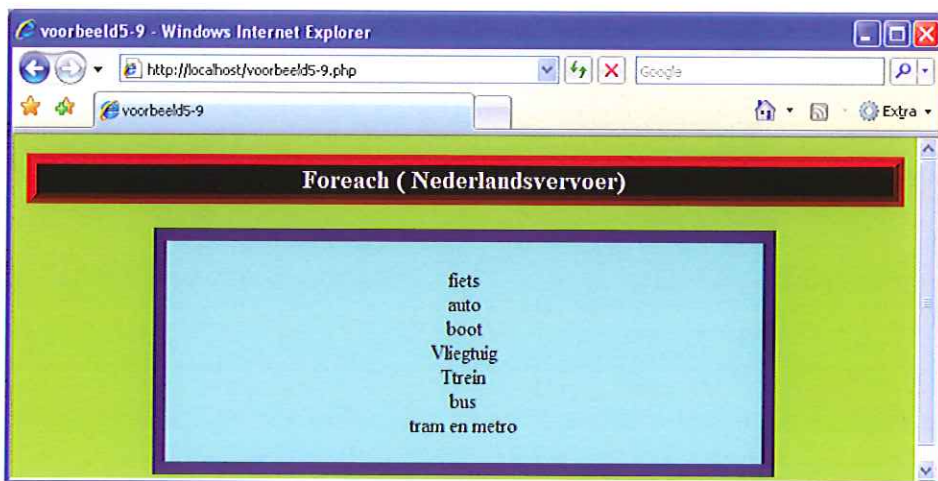 voorbeeld5-9 - Windows Internet Explorer
http://localhost/voorbeeld5-9.php
Google
voorbeeld5-9
Extra
Foreach ( Nederlandsvervoer)
fiets
auto
boot
Vliegtuig
Ttrein
bus
tram en metro